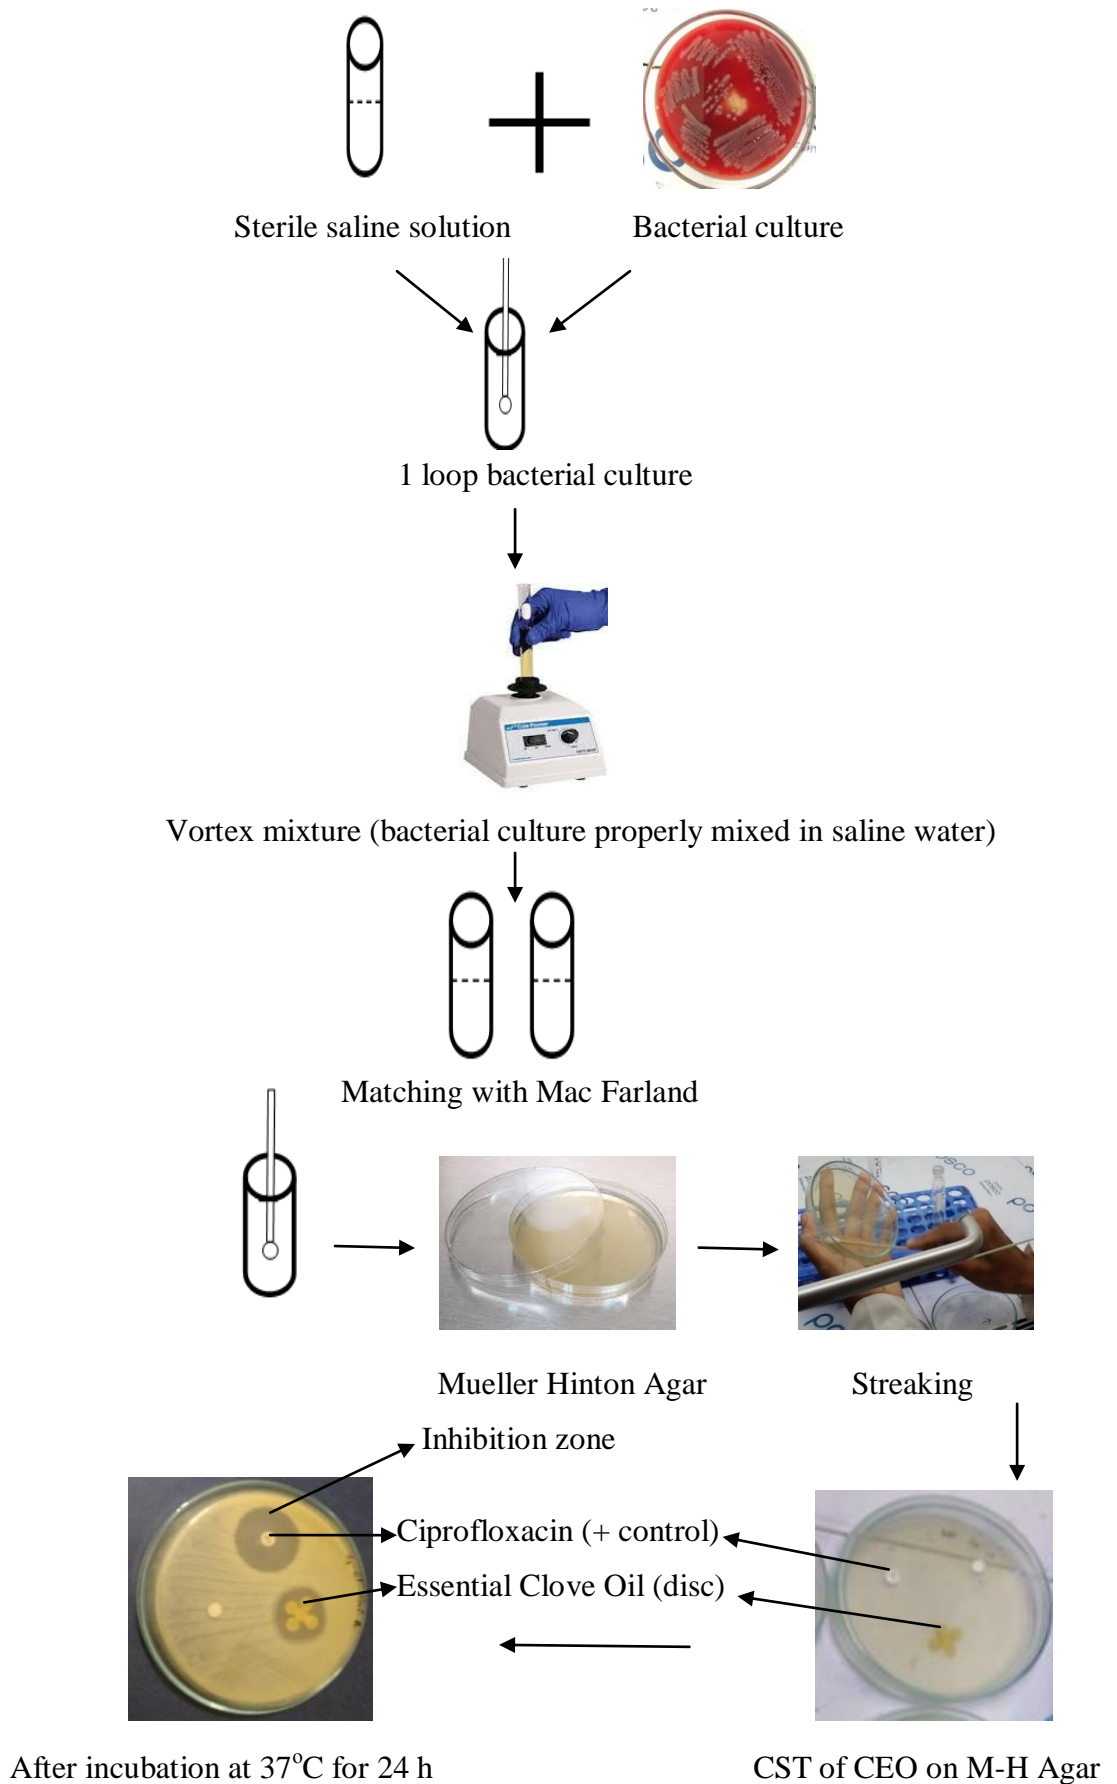 Sterile saline solution
Bacterial culture
1 loop bacterial culture
Vortex mixture (bacterial culture properly mixed in saline water)
Matching with Mac Farland
Mueller Hinton Agar
Streaking
Inhibition zone
Ciprofloxacin (+ control)
Essential Clove Oil (disc)
After incubation at 37°C for 24 h
CST of CEO on M-H Agar